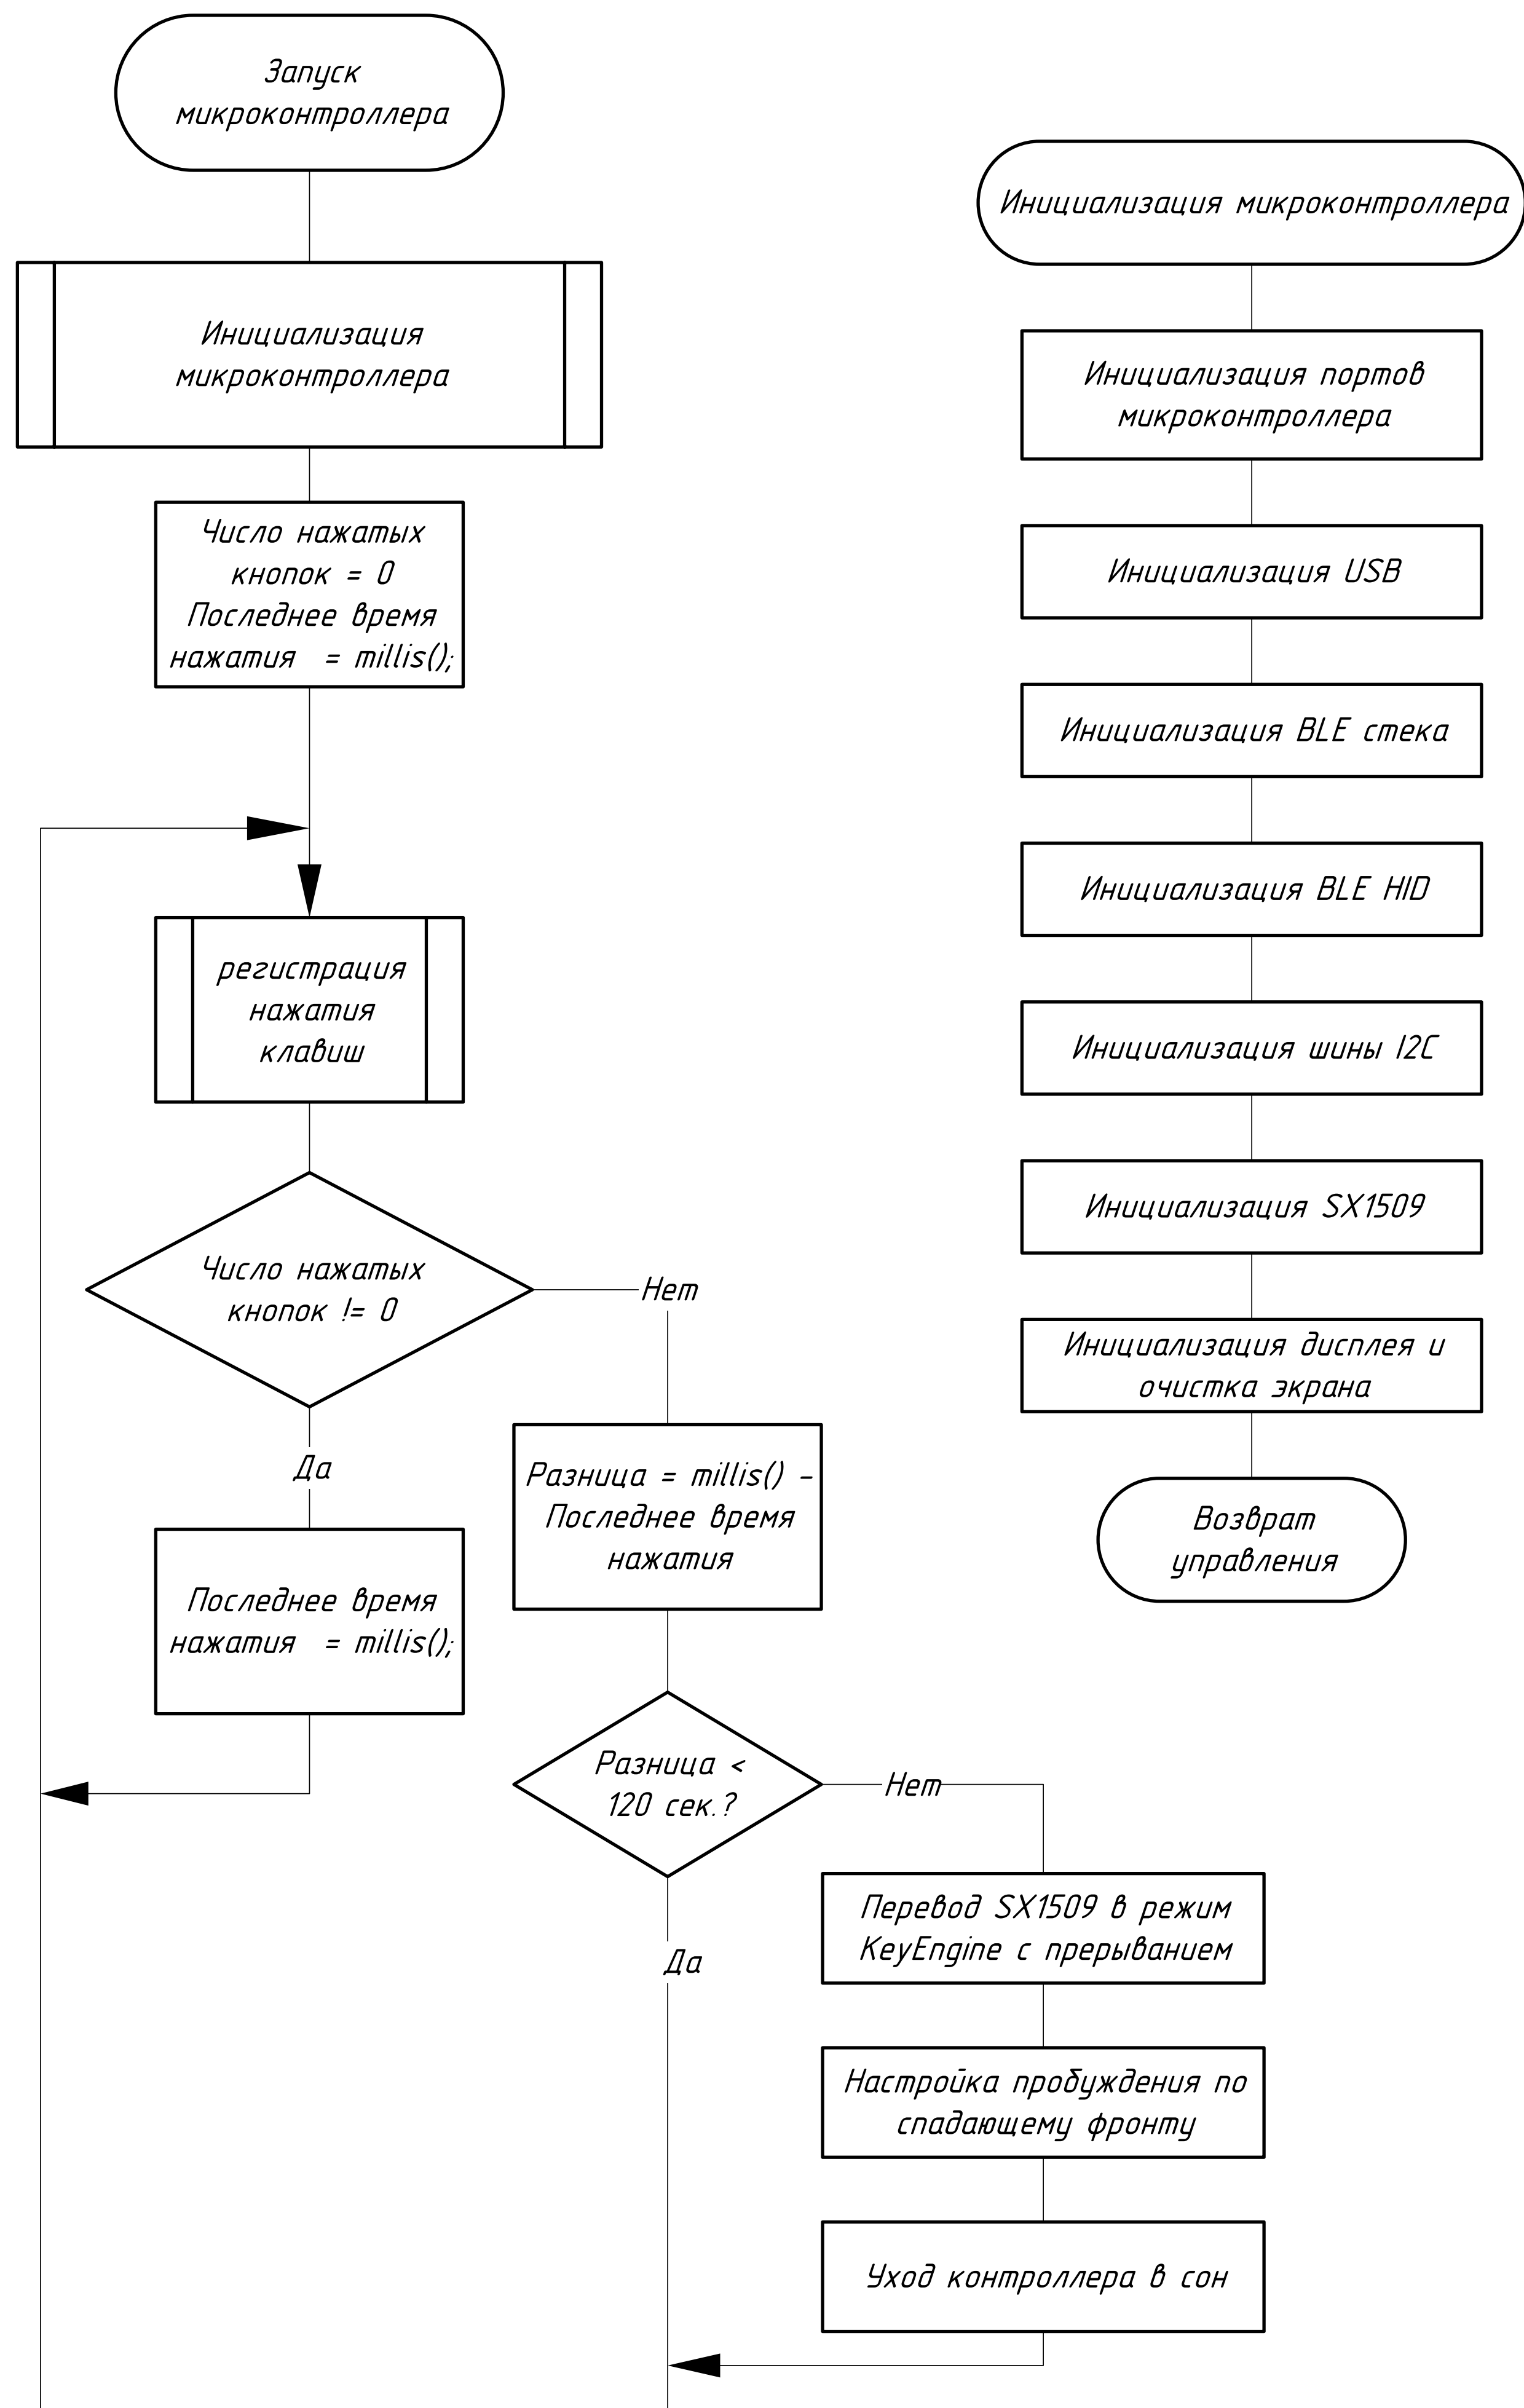 Запуск
микроконтроллера
Инициализация
микроконтроллера
Число нажатых
кнопок = 0
Последнее время
нажатия  = millis();
регистрация
нажатия
клавиш
Число нажатых
кнопок != 0
Нет
Да
Последнее время
нажатия  = millis();
Разница = millis() –
Последнее время
нажатия
Разница <
120 сек.?
Нет
Да
Перевод SX1509 в режим
KeyEngine с прерыванием
Настройка пробуждения по
спадающему фронту
Уход контроллера в сон
Инициализация микроконтроллера
Инициализация портов
микроконтроллера
Инициализация USB
Инициализация BLE стека
Инициализация BLE HID
Инициализация шины I2C
Инициализация SX1509
Инициализация дисплея и
очистка экрана
Возврат
управления